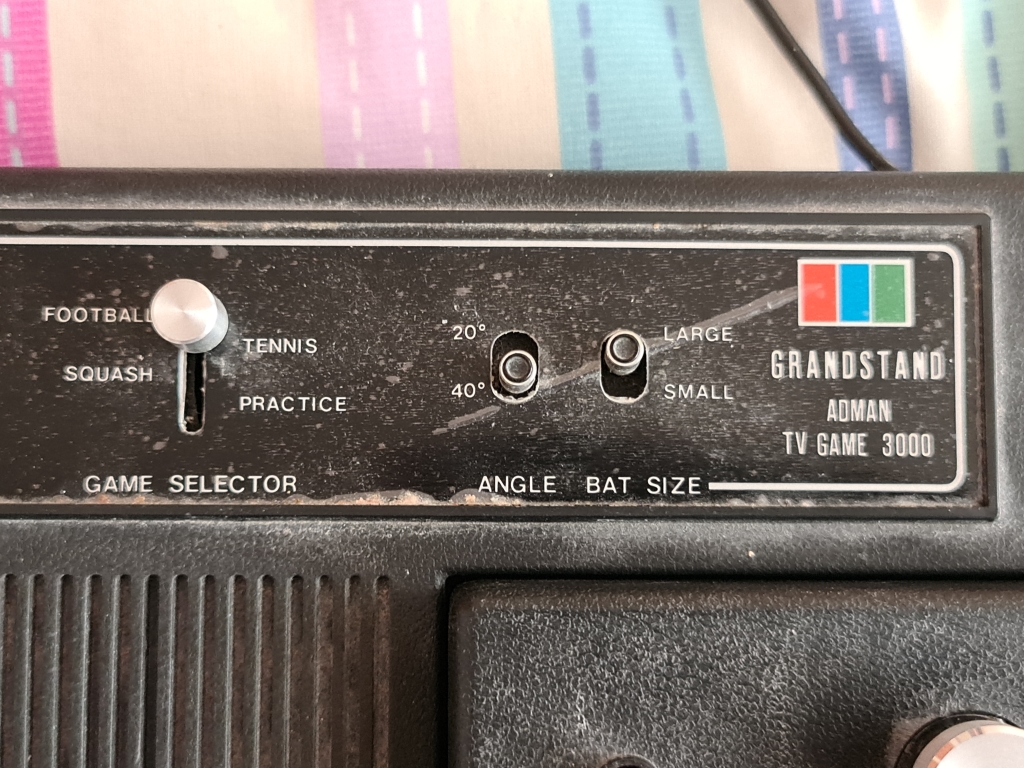 FOOTBALL
TENNIS
SQUASH
PRACTICE
GAME SELECTOR
20°
40°
ANGLE
LARGE
SMALL
BAT SIZE
GRANDSTAND
ADMAN
TV GAME 3000